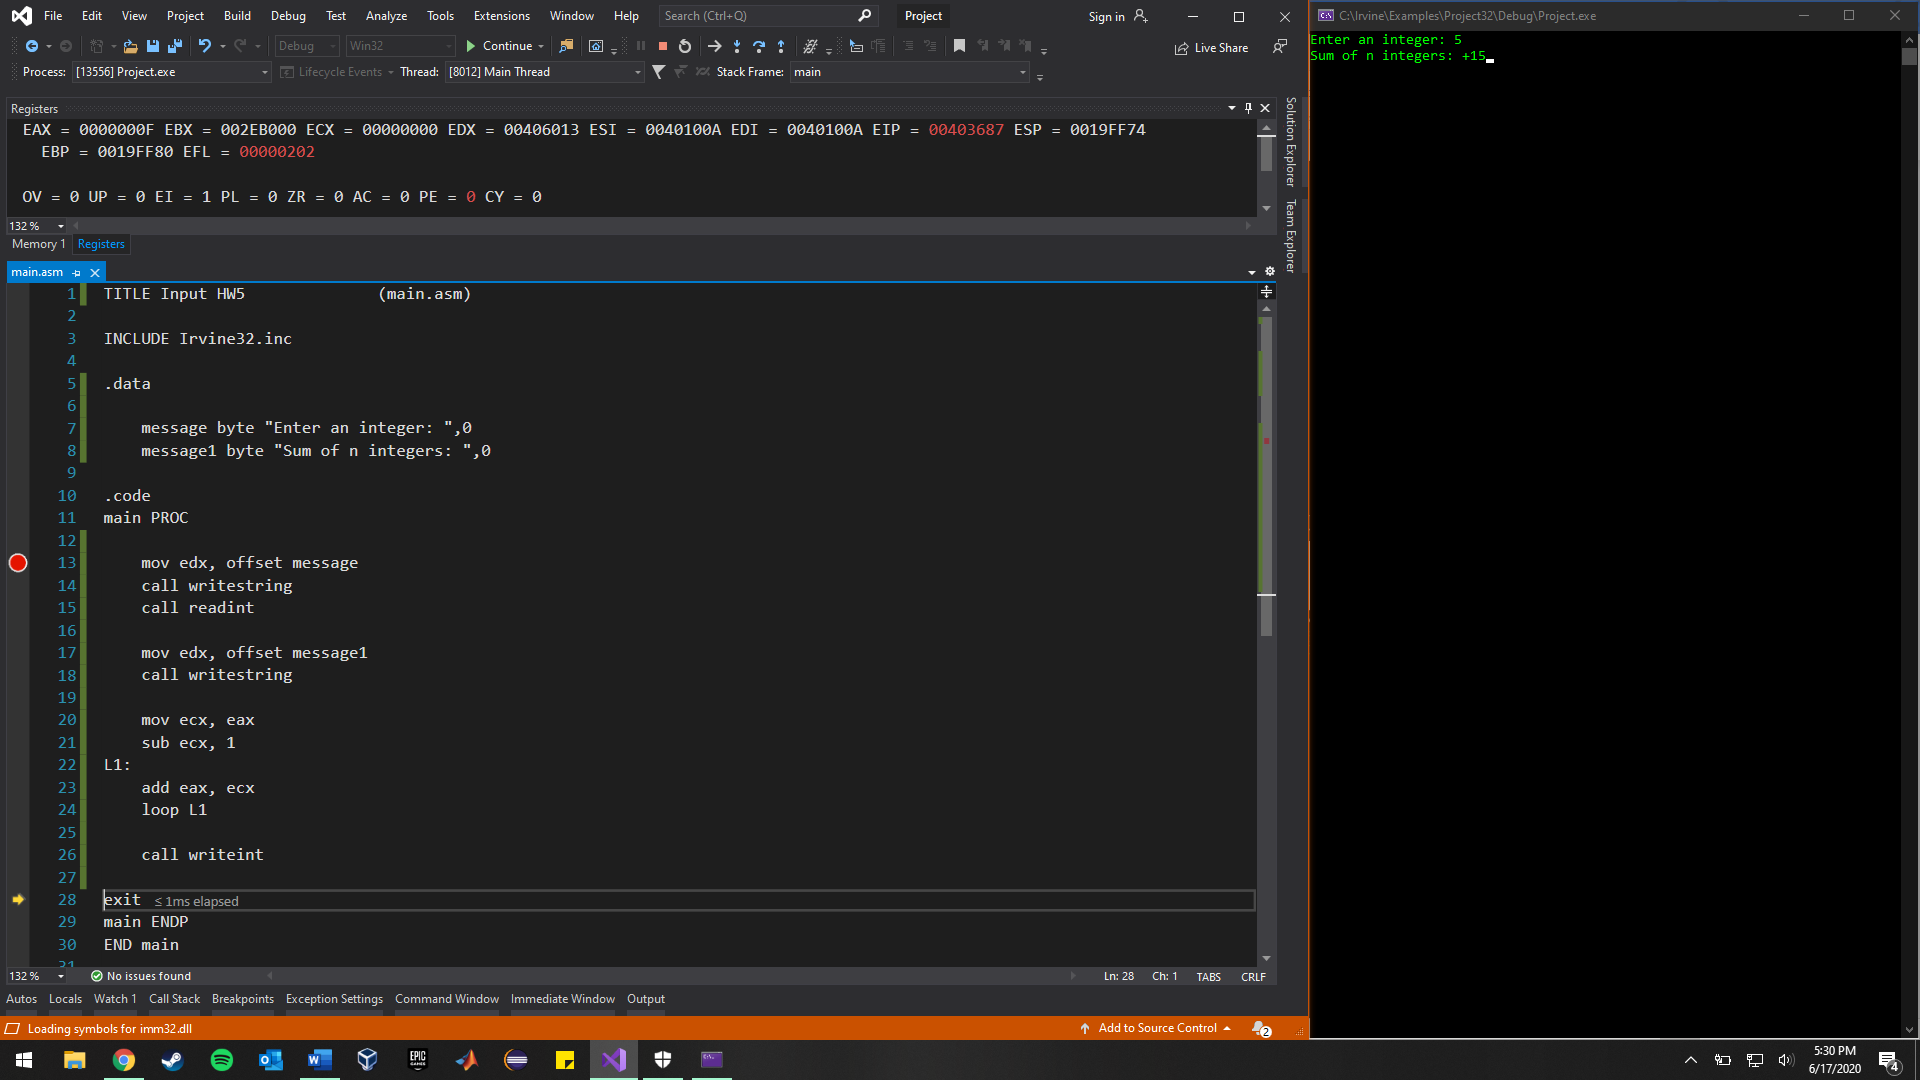 File Edit View Project Build Debug Test Analyze Tools Extensions Window Help Search (Ctrl+Q) Project Sign in
Debug Win32 Continue Live Share
Process: [13556] Project.exe Lifecycle Events Thread: [8012] Main Thread Stack Frame: main
Registers
EAX = 0000000F EBX = 002EB000 ECX = 00000000 EDX = 00406013 ESI = 0040100A EDI = 0040100A EIP = 00403687 ESP = 0019FF74
EBP = 0019FF80 EFL = 00000202
OV = 0 UP = 0 EI = 1 PL = 0 ZR = 0 AC = 0 PE = 0 CY = 0
132 %
Memory 1 Registers
main.asm
1 TITLE Input HW5 (main.asm)
2
3 INCLUDE Irvine32.inc
4
5 .data
6
7 message byte "Enter an integer: ",0
8 message1 byte "Sum of n integers: ",0
9
10 .code
11 main PROC
12
13 mov edx, offset message
14 call writestring
15 call readint
16
17 mov edx, offset message1
18 call writestring
19
20 mov ecx, eax
21 sub ecx, 1
22 L1:
23 add eax, ecx
24 loop L1
25
26 call writeint
27
28 exit ≤ 1ms elapsed
29 main ENDP
30 END main
31
132 % No issues found Ln: 28 Ch: 1 TABS CRLF
Autos Locals Watch 1 Call Stack Breakpoints Exception Settings Command Window Immediate Window Output
Loading symbols for imm32.dll Add to Source Control 2
Solution Explorer
Team Explorer
C:\Irvine\Examples\Project32\Debug\Project.exe
Enter an integer: 5
Sum of n integers: +15
EPIC GAMES
5:30 PM
6/17/2020
4